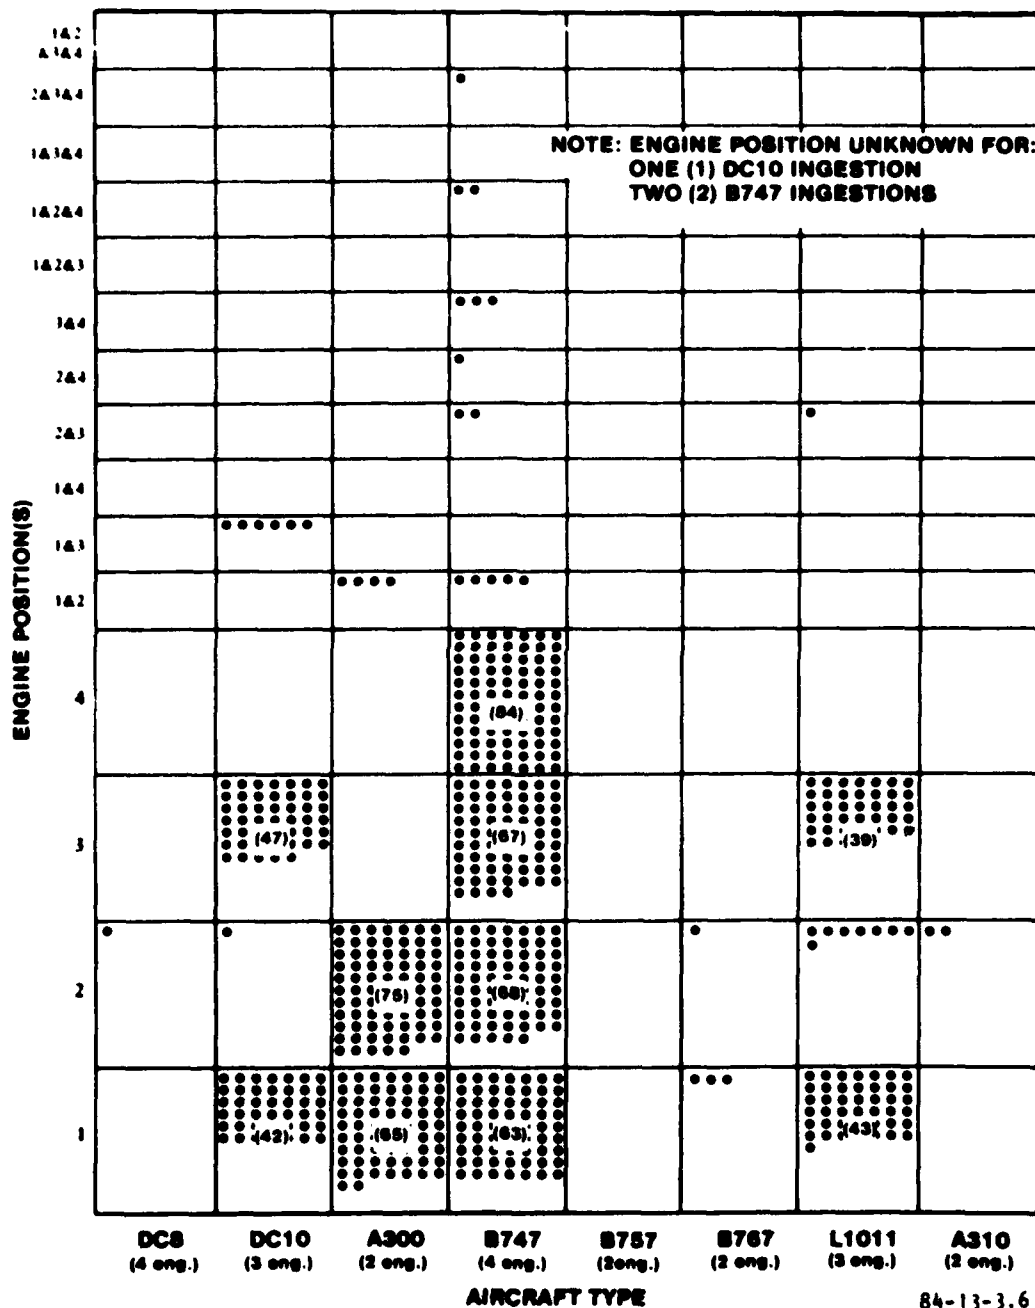 1&2
&3&4
2&3&4
1&3&4
1&2&4
1&2&3
3&4
2&4
2&3
1&4
1&3
1&2
4
3
2
1
ENGINE POSITION(S)
NOTE: ENGINE POSITION UNKNOWN FOR:
ONE (1) DC10 INGESTION
TWO (2) B747 INGESTIONS
(84)
(47)
(67)
(39)
(75)
(68)
(42)
(65)
(63)
(43)
DC8
(4 eng.)
DC10
(3 eng.)
A300
(2 eng.)
B747
(4 eng.)
B757
(2eng.)
B767
(2 eng.)
L1011
(3 eng.)
A310
(2 eng.)
AIRCRAFT TYPE
84-13-3.6